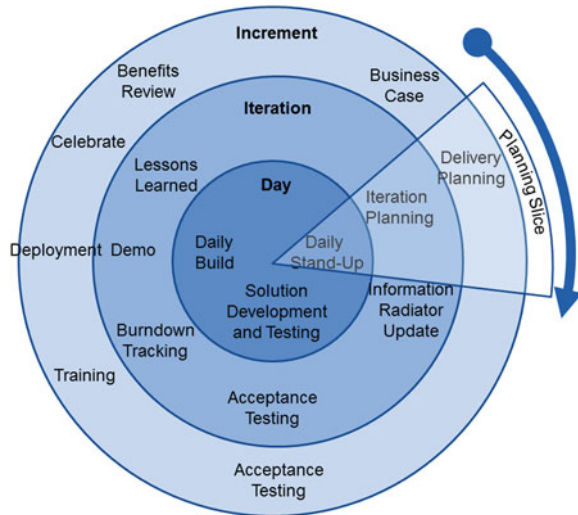 Increment
Benefits
Review
Business
Case
Celebrate
Iteration
Lessons
Learned
Day
Delivery
Planning
Planning Slice
Iteration
Planning
Deployment
Demo
Daily
Build
Daily
Stand-Up
Solution
Development
and Testing
Information
Radiator
Update
Burndown
Tracking
Training
Acceptance
Testing
Acceptance
Testing